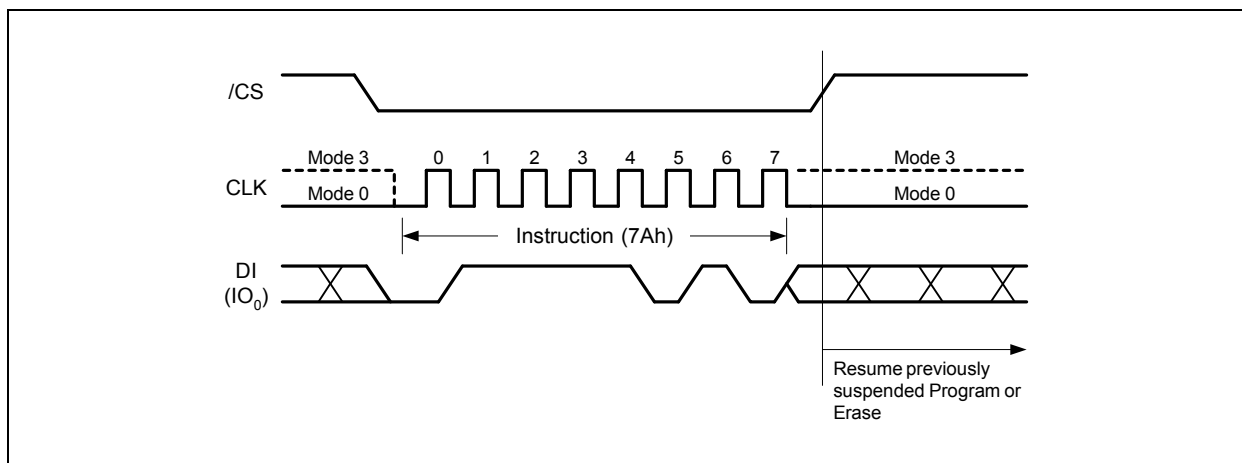 /CS
Mode 3 0 1 2 3 4 5 6 7 Mode 3
CLK
Mode 0 Mode 0
Instruction (7Ah)
DI
(IO₀)
Resume previously
suspended Program or
Erase